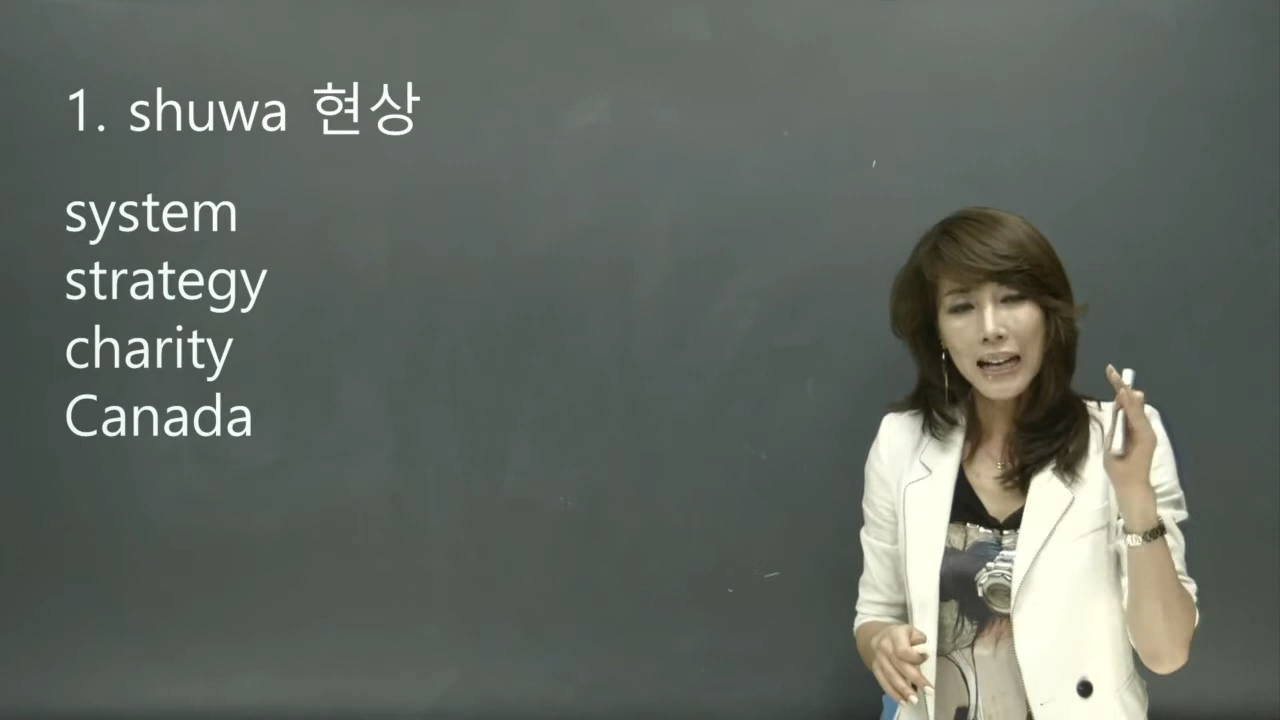 1. shuwa 현상
system
strategy
charity
Canada